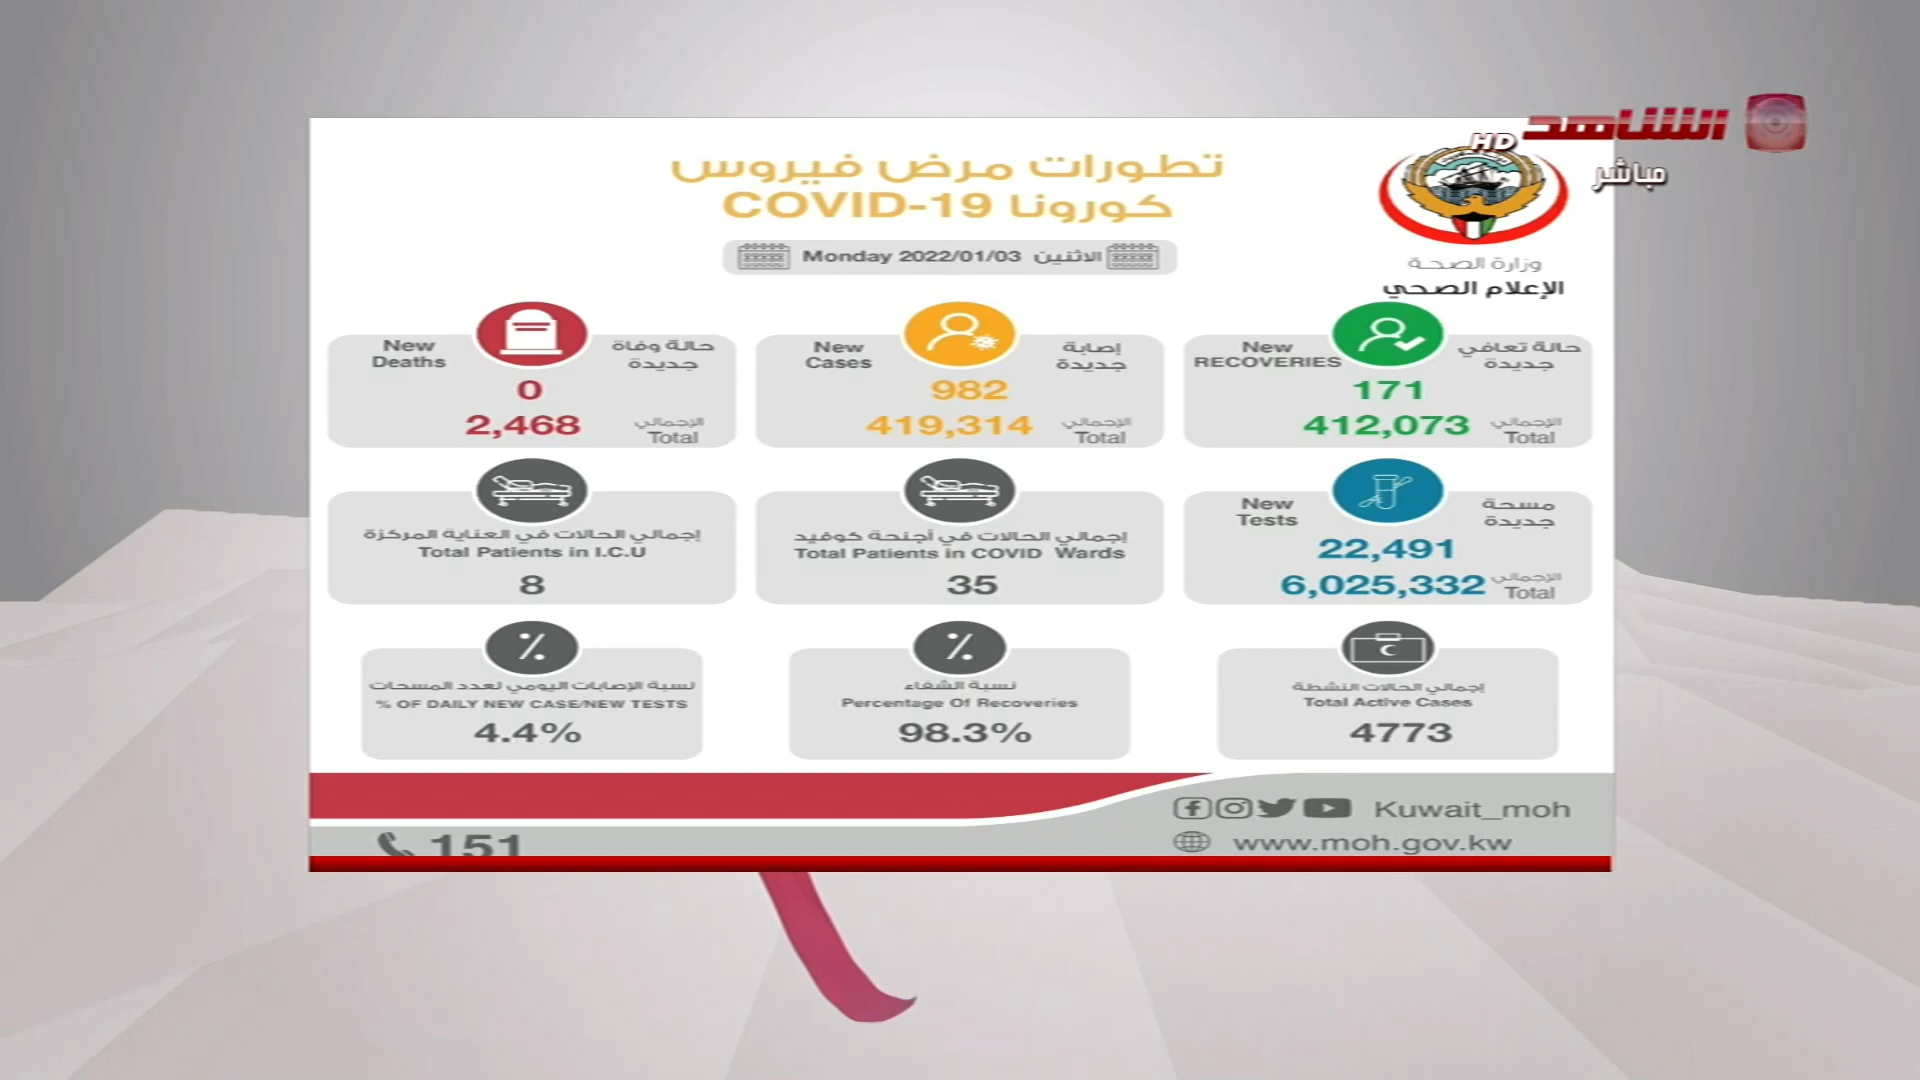 الشاهد HD
مباشر
تطورات مرض فيروس
كورونا COVID-19
Monday 2022/01/03 الاثنين
وزارة الصحة
الإعلام الصحي
New Deaths
حالة وفاة جديدة
0
2,468
الإجمالي
Total
New Cases
إصابة جديدة
982
419,314
الإجمالي
Total
New RECOVERIES
حالة تعافي جديدة
171
412,073
الإجمالي
Total
إجمالي الحالات في العناية المركزة
Total Patients in I.C.U
8
إجمالي الحالات في أجنحة كوفيد
Total Patients in COVID Wards
35
New Tests
مسحة جديدة
22,491
6,025,332
الإجمالي
Total
نسبة الإصابات اليومي لعدد المسحات
% OF DAILY NEW CASE/NEW TESTS
4.4%
نسبة الشفاء
Percentage Of Recoveries
98.3%
إجمالي الحالات النشطة
Total Active Cases
4773
Kuwait_moh
www.moh.gov.kw
151